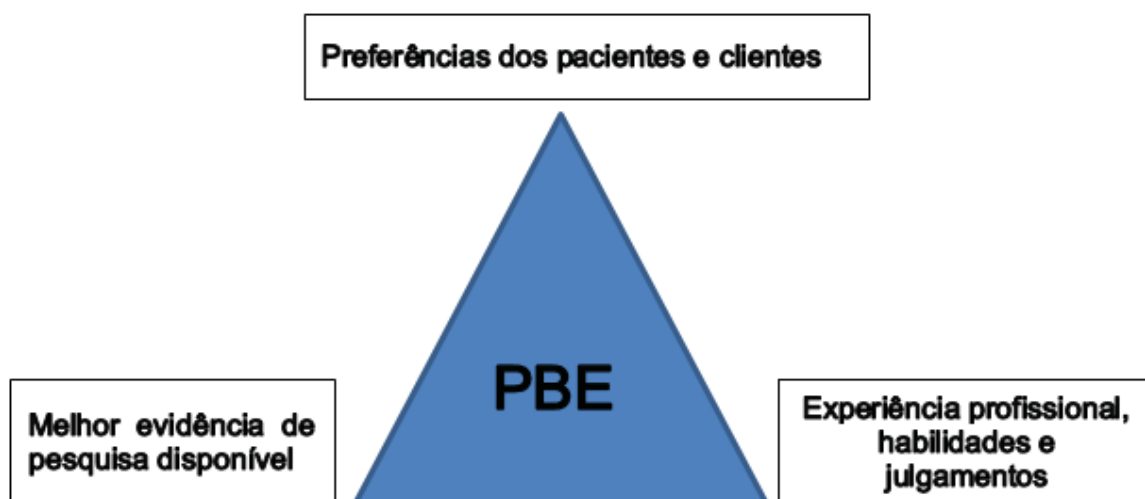 Preferências dos pacientes e clientes
PBE
Melhor evidência de
pesquisa disponível
Experiência profissional,
habilidades e
julgamentos